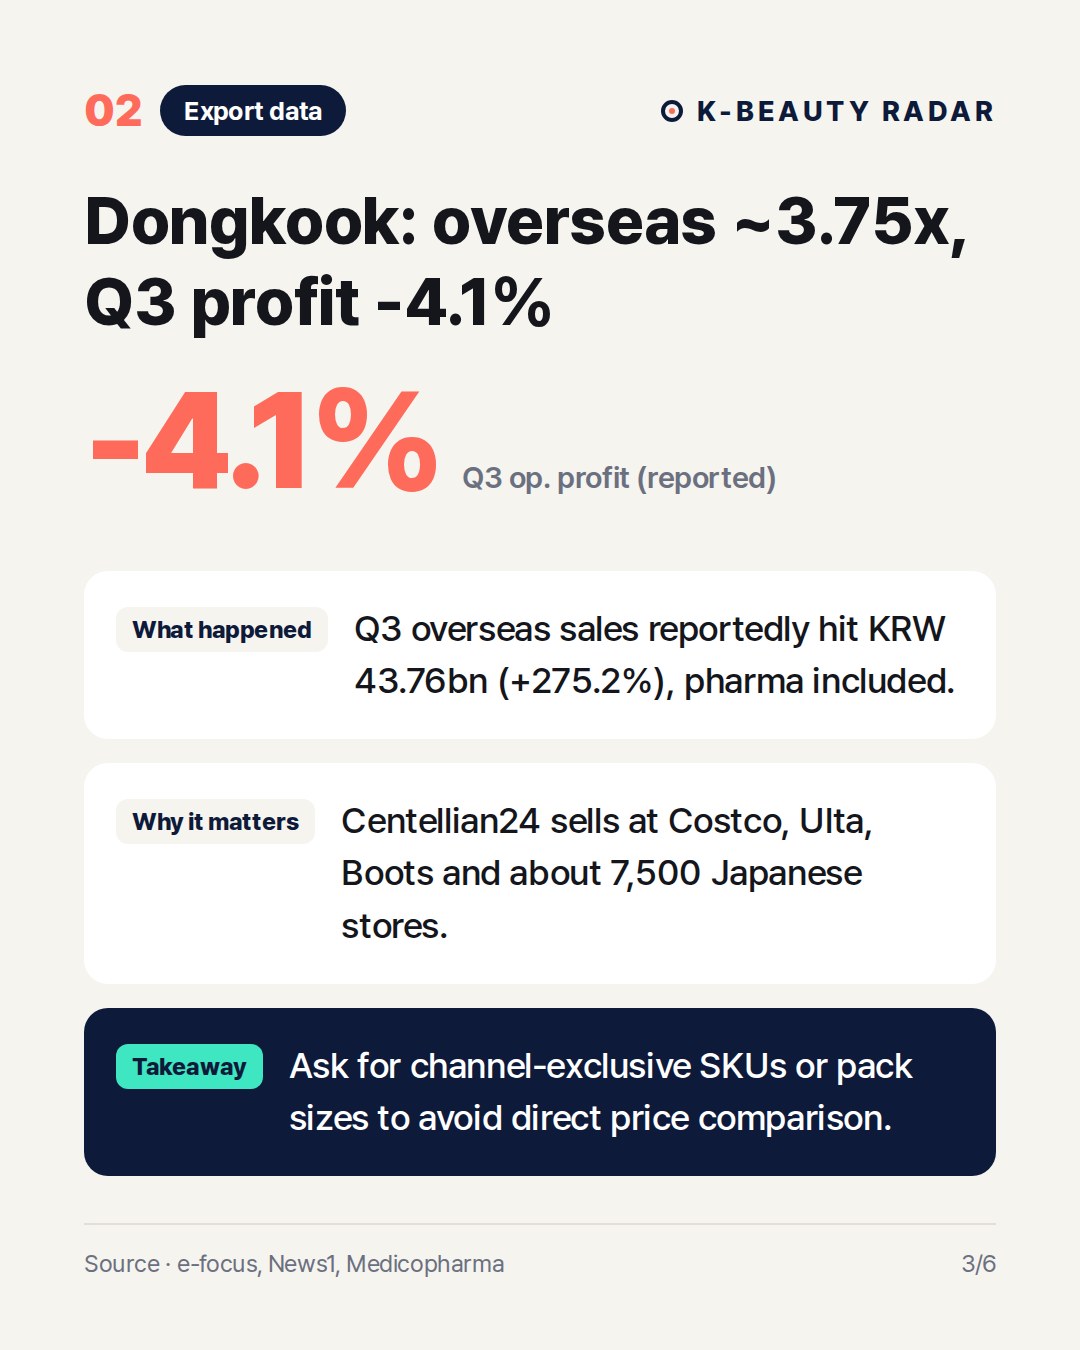 02 Export data K-BEAUTY RADAR
Dongkook: overseas ~3.75x,
Q3 profit -4.1%
-4.1% Q3 op. profit (reported)
What happened Q3 overseas sales reportedly hit KRW
43.76bn (+275.2%), pharma included.
Why it matters Centellian24 sells at Costco, Ulta,
Boots and about 7,500 Japanese
stores.
Takeaway Ask for channel-exclusive SKUs or pack
sizes to avoid direct price comparison.
Source · e-focus, News1, Medicopharma 3/6